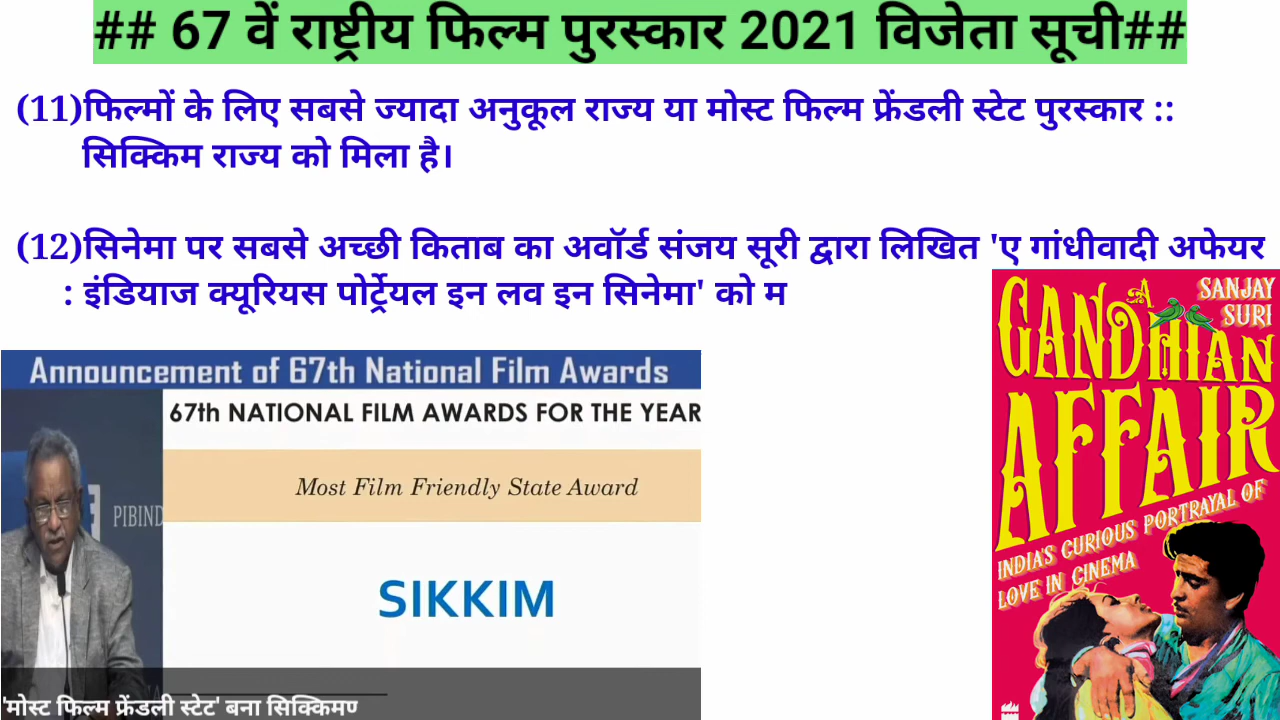 ## 67 वें राष्ट्रीय फिल्म पुरस्कार 2021 विजेता सूची##
(11)फिल्मों के लिए सबसे ज्यादा अनुकूल राज्य या मोस्ट फिल्म फ्रेंडली स्टेट पुरस्कार ::
सिक्किम राज्य को मिला है।
(12)सिनेमा पर सबसे अच्छी किताब का अवॉर्ड संजय सूरी द्वारा लिखित 'ए गांधीवादी अफेयर
: इंडियाज क्यूरियस पोर्ट्रेयल इन लव इन सिनेमा' को म
Announcement of 67th National Film Awards
67th NATIONAL FILM AWARDS FOR THE YEAR
Most Film Friendly State Award
PIBIND
SIKKIM
'मोस्ट फिल्म फ्रेंडली स्टेट' बना सिक्किमण
SANJAY
SURI
A
GANDHIAN
AFFAIR
INDIA'S CURIOUS PORTRAYAL OF
LOVE IN CINEMA